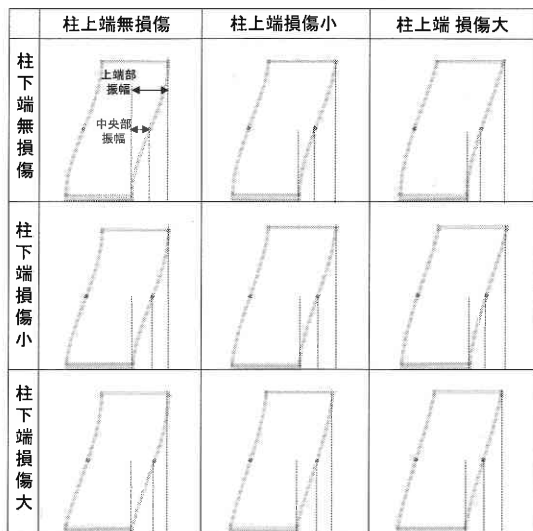 柱上端無損傷
柱上端損傷小
柱上端 損傷大
柱下端無損傷
上端部
振幅
中央部
振幅
柱下端損傷小
柱下端損傷大